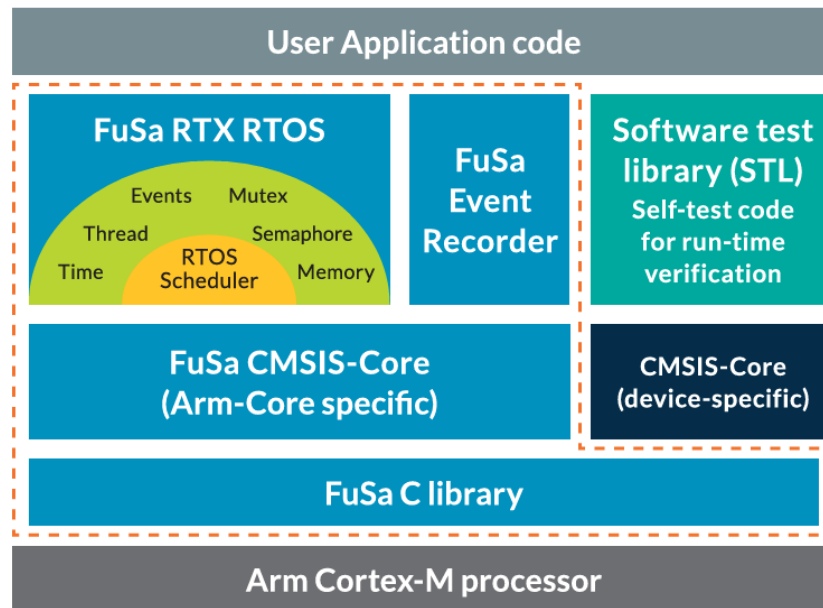 User Application code
FuSa RTX RTOS
Events Mutex
Thread Semaphore
Time RTOS Memory
Scheduler
FuSa
Event
Recorder
Software test
library (STL)
Self-test code
for run-time
verification
FuSa CMSIS-Core
(Arm-Core specific)
CMSIS-Core
(device-specific)
FuSa C library
Arm Cortex-M processor